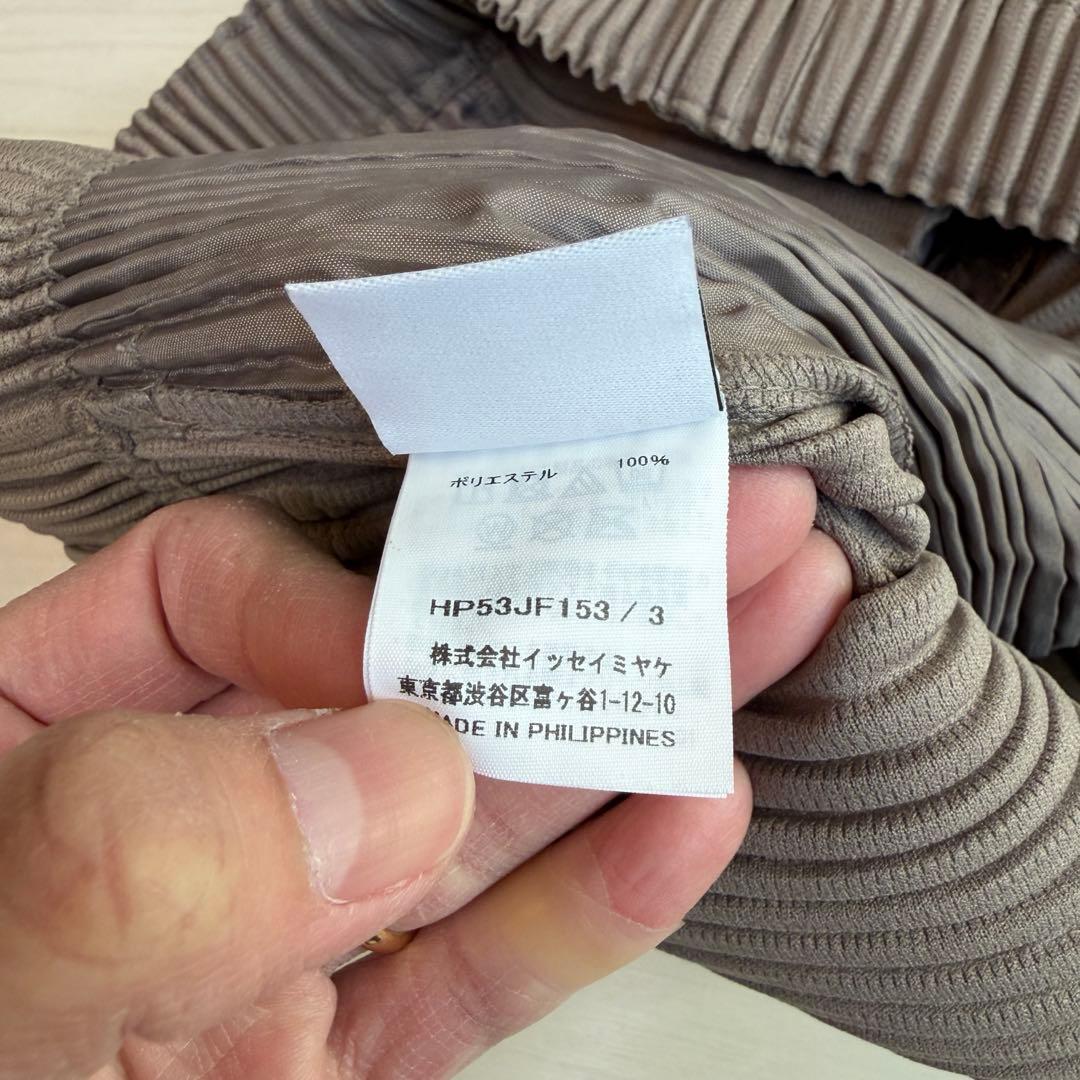 ポリエステル 100%
HP53JF153 / 3
株式会社イッセイミヤケ
東京都渋谷区富ヶ谷1-12-10
MADE IN PHILIPPINES